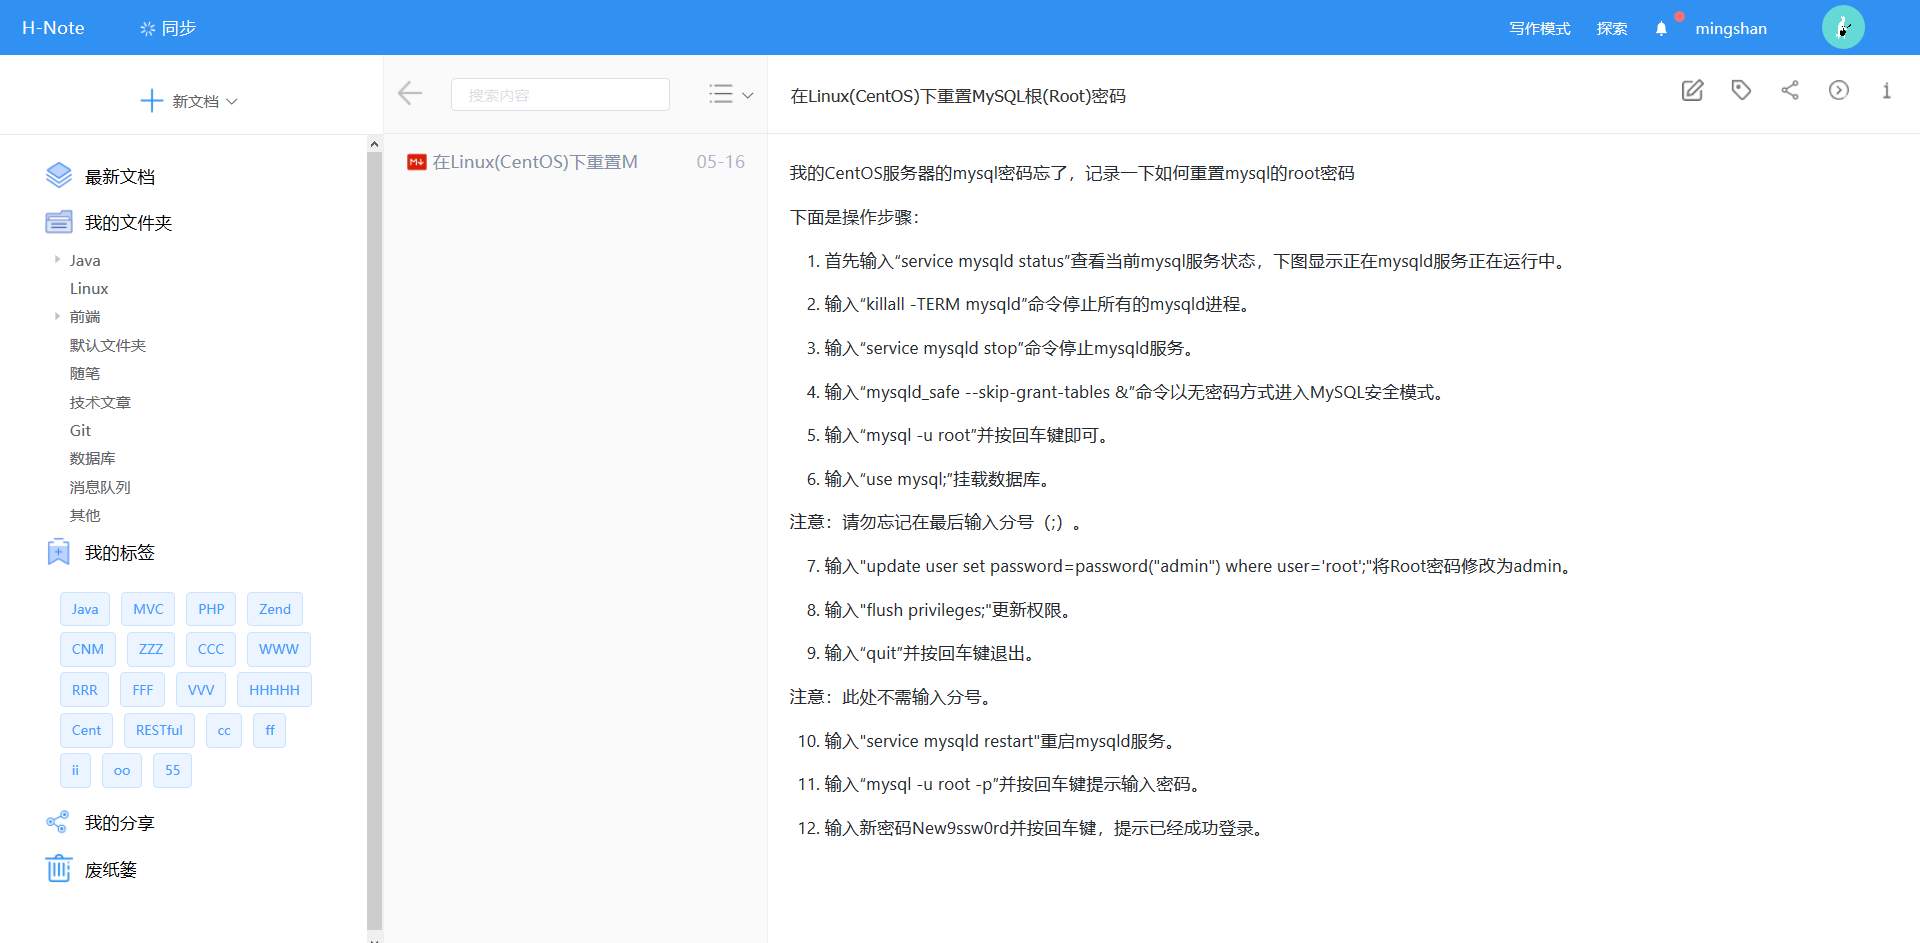 H-Note
同步
写作模式
探索
mingshan
新文档
最新文档
我的文件夹
Java
Linux
前端
默认文件夹
随笔
技术文章
Git
数据库
消息队列
其他
我的标签
Java MVC PHP Zend
CNM ZZZ CCC WWW
RRR FFF VVV HHHHH
Cent RESTful cc ff
ii oo 55
我的分享
废纸篓
搜索内容
在Linux(CentOS)下重置M 05-16
在Linux(CentOS)下重置MySQL根(Root)密码
我的CentOS服务器的mysql密码忘了，记录一下如何重置mysql的root密码
下面是操作步骤：
1. 首先输入“service mysqld status”查看当前mysql服务状态，下图显示正在mysqld服务正在运行中。
2. 输入“killall -TERM mysqld”命令停止所有的mysqld进程。
3. 输入“service mysqld stop”命令停止mysqld服务。
4. 输入“mysqld_safe --skip-grant-tables &”命令以无密码方式进入MySQL安全模式。
5. 输入“mysql -u root”并按回车键即可。
6. 输入“use mysql;”挂载数据库。
注意：请勿忘记在最后输入分号（;）。
7. 输入"update user set password=password("admin") where user='root';"将Root密码修改为admin。
8. 输入"flush privileges;"更新权限。
9. 输入“quit”并按回车键退出。
注意：此处不需输入分号。
10. 输入"service mysqld restart"重启mysqld服务。
11. 输入“mysql -u root -p”并按回车键提示输入密码。
12. 输入新密码New9ssw0rd并按回车键，提示已经成功登录。